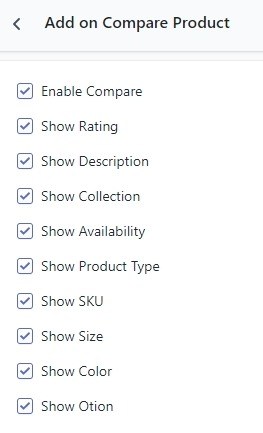 Add on Compare Product
Enable Compare
Show Rating
Show Description
Show Collection
Show Availability
Show Product Type
Show SKU
Show Size
Show Color
Show Otion